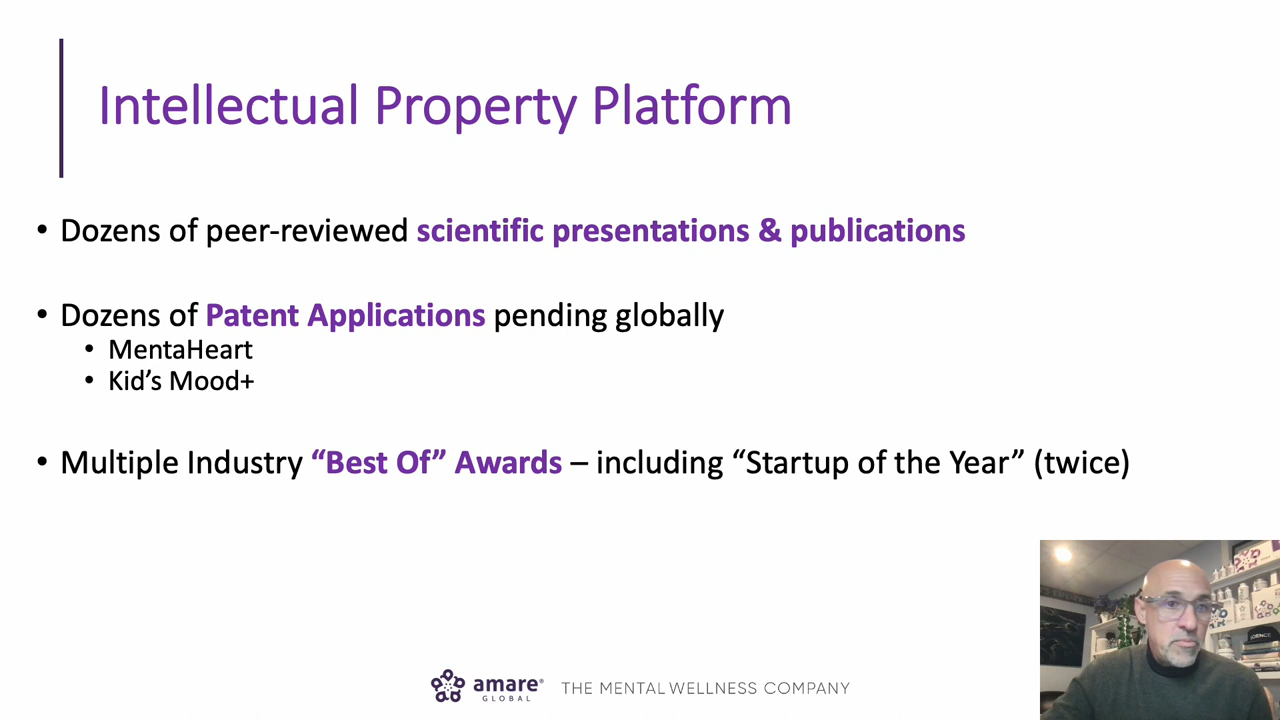 Intellectual Property Platform
• Dozens of peer-reviewed scientific presentations & publications
• Dozens of Patent Applications pending globally
• MentaHeart
• Kid’s Mood+
• Multiple Industry “Best Of” Awards – including “Startup of the Year” (twice)
SCIENCE
amare®
GLOBAL
THE MENTAL WELLNESS COMPANY